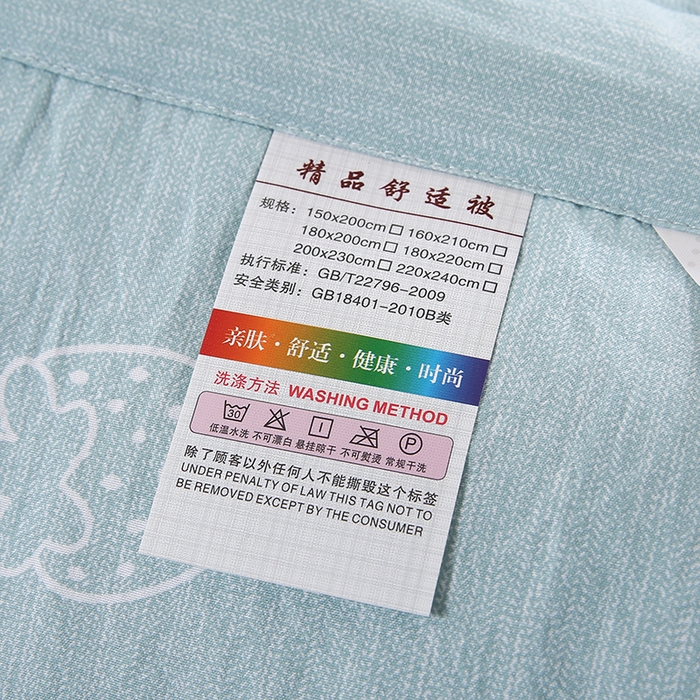 精品舒适被
规格：150x200cm□ 160x210cm□
180x200cm□ 180x220cm□
200x230cm□ 220x240cm□
执行标准：GB/T22796-2009
安全类别：GB18401-2010B类
亲肤·舒适·健康·时尚
洗涤方法 WASHING METHOD
30 P
低温水洗 不可漂白 悬挂晾干 不可熨烫 常规干洗
除了顾客以外任何人不能撕毁这个标签
UNDER PENALTY OF LAW THIS TAG NOT TO
BE REMOVED EXCEPT BY THE CONSUMER